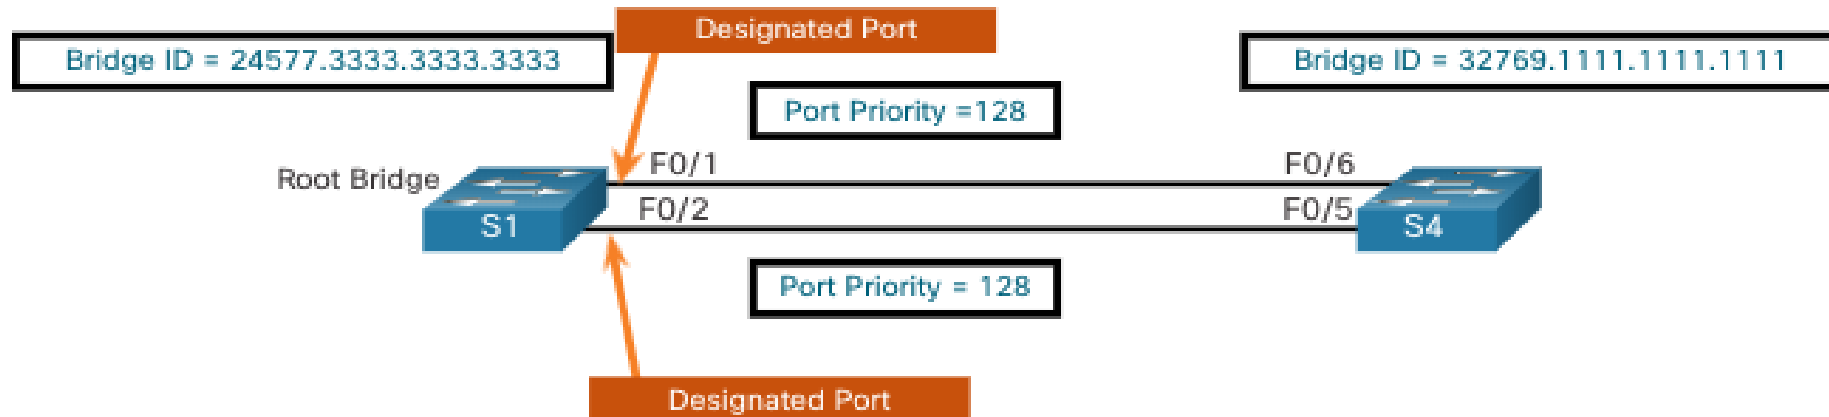 Designated Port
Bridge ID = 24577.3333.3333.3333
Bridge ID = 32769.1111.1111.1111
Port Priority =128
F0/1
F0/6
Root Bridge
F0/2
F0/5
S1
S4
Port Priority = 128
Designated Port